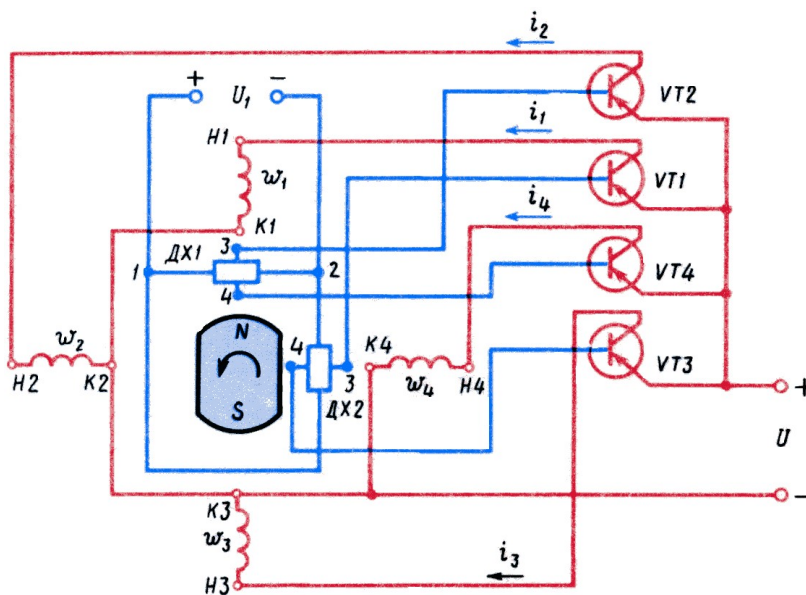 i₂
+ U₁ −
VT2
H1
i₁
w₁
VT1
K1
i₄
3
ДХ1
1
2
4
VT4
N
w₂
4
K4
H2
K2
3
w₄
H4
VT3
S
ДХ2
+
U
K3
−
w₃
i₃
H3